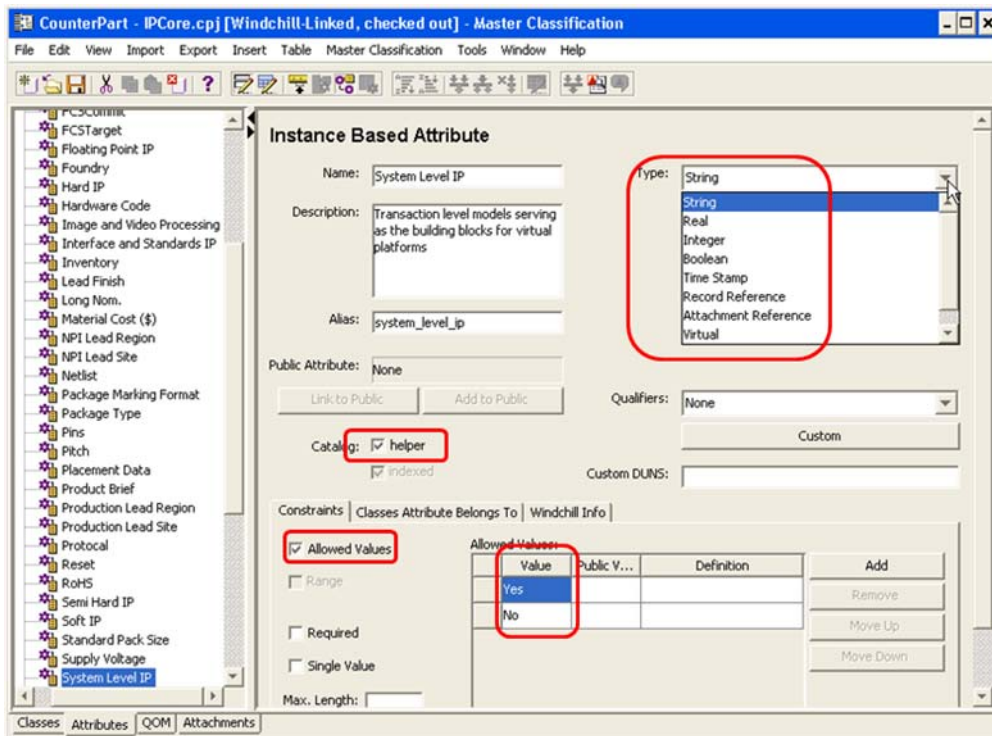 CounterPart - IPCore.cpj [Windchill-Linked, checked out] - Master Classification
File Edit View Import Export Insert Table Master Classification Tools Window Help
FCSCommit
FCSTarget
Floating Point IP
Foundry
Hard IP
Hardware Code
Image and Video Processing
Interface and Standards IP
Inventory
Lead Finish
Long Nom.
Material Cost ($)
NPI Lead Region
NPI Lead Site
Netlist
Package Marking Format
Package Type
Pins
Pitch
Placement Data
Product Brief
Production Lead Region
Production Lead Site
Protocal
Reset
RoHS
Semi Hard IP
Soft IP
Standard Pack Size
Supply Voltage
System Level IP
Instance Based Attribute
Name: System Level IP
Description: Transaction level models serving
as the building blocks for virtual
platforms
Alias: system_level_ip
Public Attribute: None
Link to Public Add to Public
Catalog: helper
indexed
Type: String
String
Real
Integer
Boolean
Time Stamp
Record Reference
Attachment Reference
Virtual
Qualifiers: None
Custom
Custom DUNS:
Constraints Classes Attribute Belongs To Windchill Info
Allowed Values
Range
Required
Single Value
Max. Length:
Allowed Values:
Value Public V... Definition
Yes
No
Add
Remove
Move Up
Move Down
Classes Attributes QOM Attachments